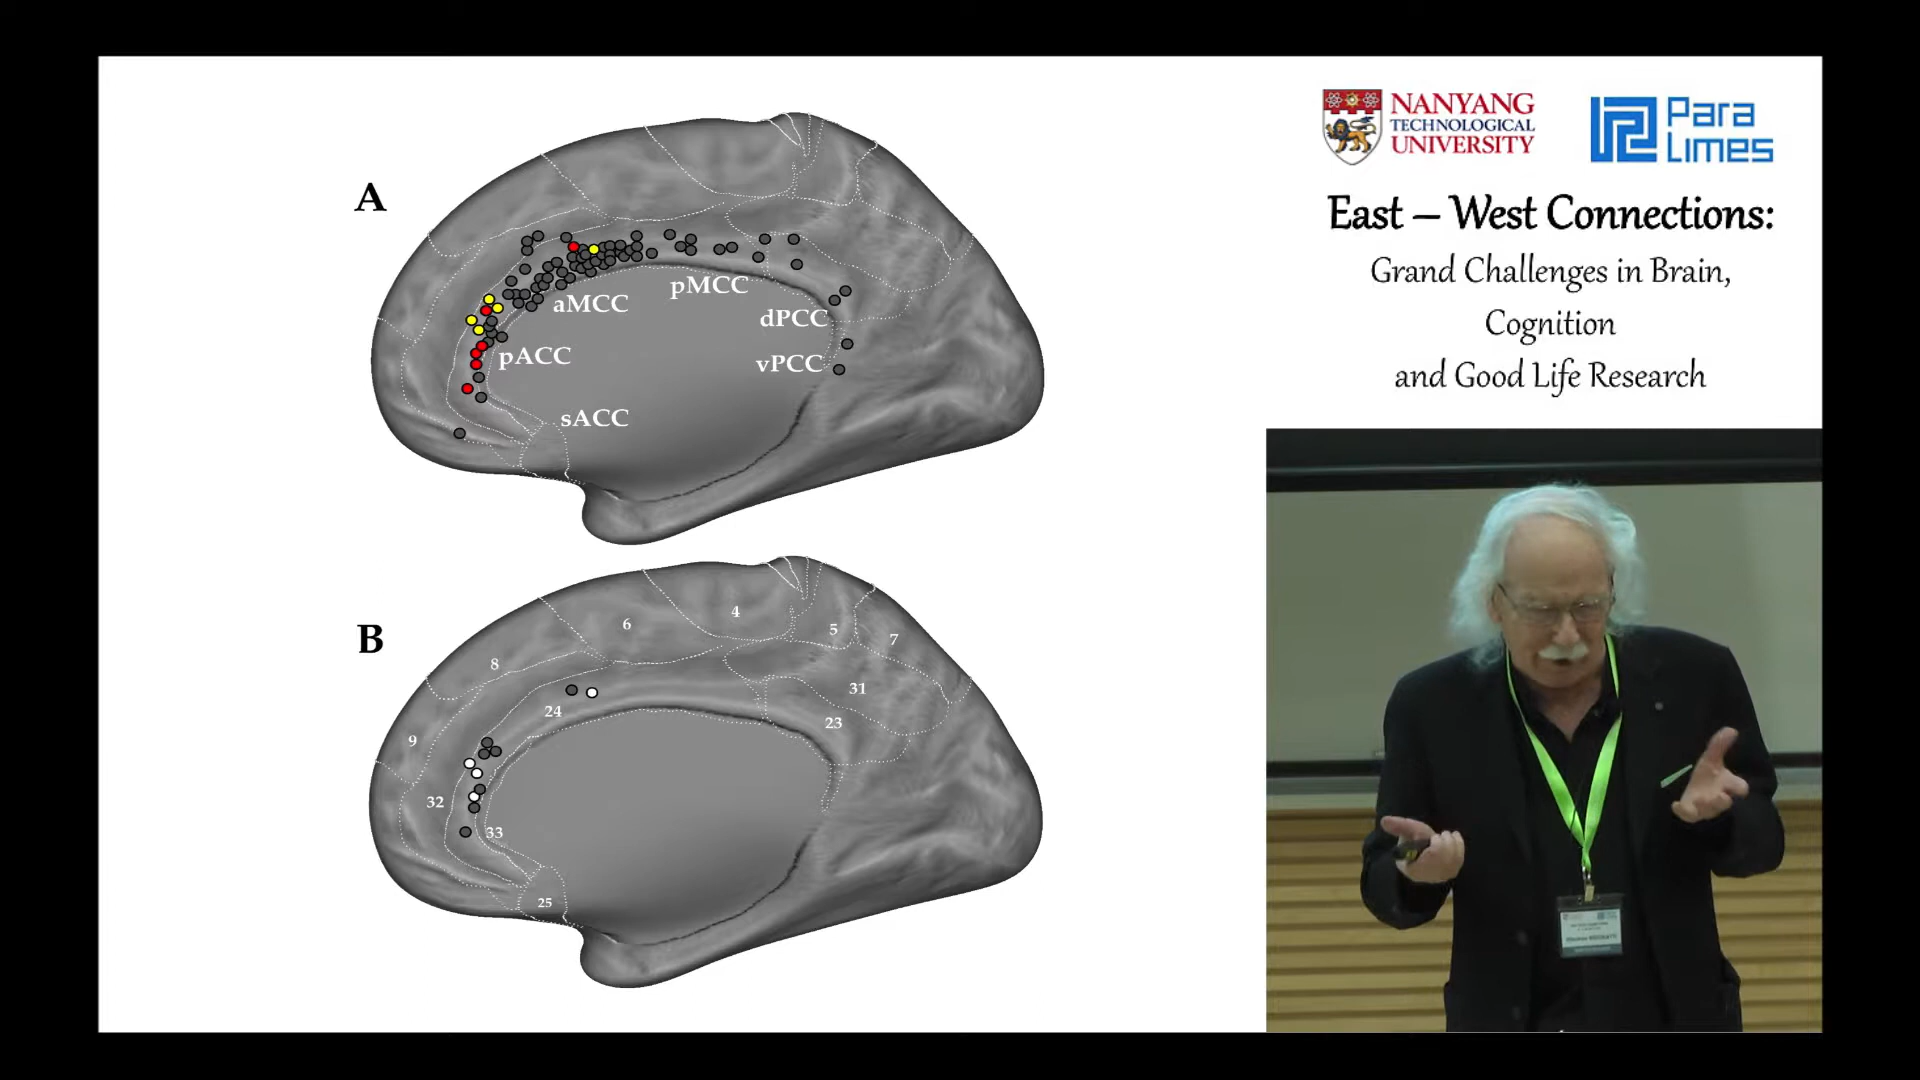 A
aMCC
pMCC
dPCC
pACC
vPCC
sACC
B
4
6
5
7
8
31
24
23
9
32
33
25
NANYANG
TECHNOLOGICAL
UNIVERSITY
Para
Limes
East – West Connections:
Grand Challenges in Brain,
Cognition
and Good Life Research